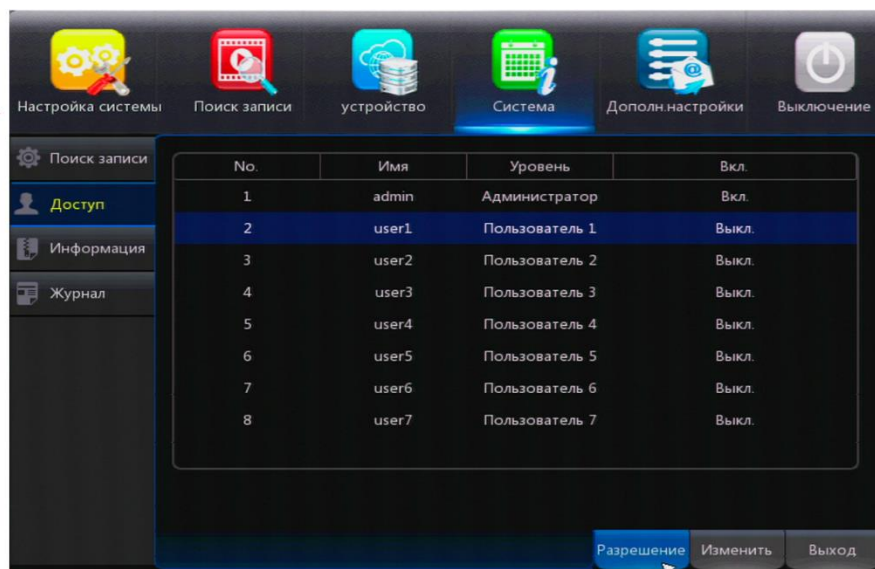 Настройка системы Поиск записи устройство Система Дополн.настройки Выключение
Поиск записи
Доступ
Информация
Журнал
No. Имя Уровень Вкл.
1 admin Администратор Вкл.
2 user1 Пользователь 1 Выкл.
3 user2 Пользователь 2 Выкл.
4 user3 Пользователь 3 Выкл.
5 user4 Пользователь 4 Выкл.
6 user5 Пользователь 5 Выкл.
7 user6 Пользователь 6 Выкл.
8 user7 Пользователь 7 Выкл.
Разрешение Изменить Выход